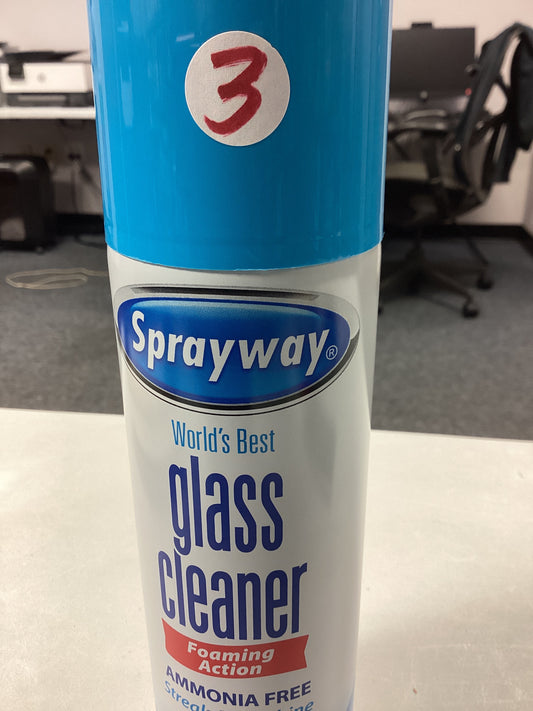 3
Sprayway®
World's Best
glass
cleaner
Foaming
Action
AMMONIA FREE